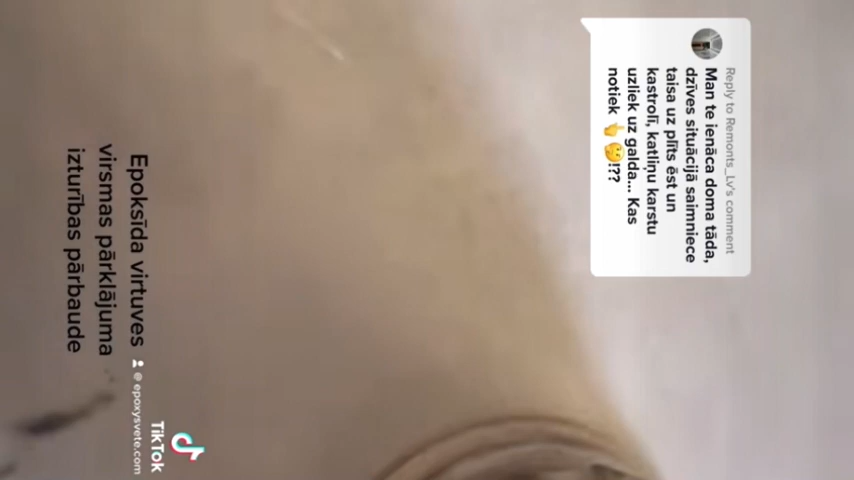 Reply to Remonts_Lv's comment
Man te ienāca doma tāda,
dzīves situācijā saimniece
taisa uz plīts ēst un
kastrolī, katliņu karstu
uzliek uz galda... Kas
notiek 👆 🤔!??
Epoksīda virtuves
virsmas pārklājuma
izturības pārbaude
TikTok
@epoxysvete.com